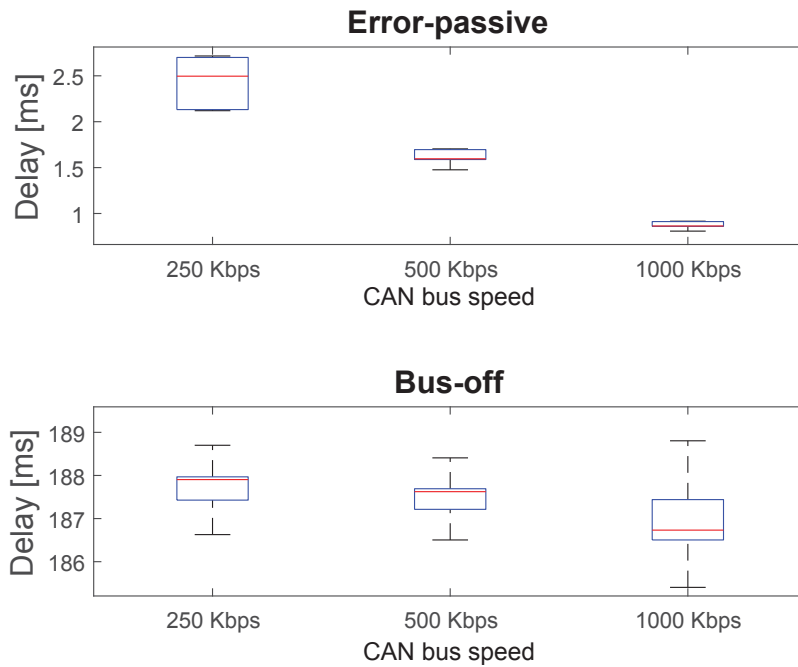 Error-passive
Delay [ms]
2.5
2
1.5
1
250 Kbps
500 Kbps
1000 Kbps
CAN bus speed
Bus-off
Delay [ms]
189
188
187
186
250 Kbps
500 Kbps
1000 Kbps
CAN bus speed